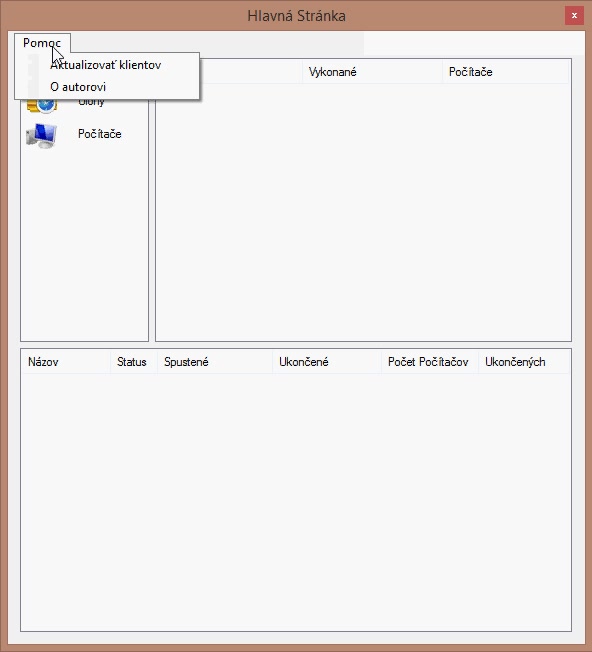 Hlavná Stránka
x
Pomoc
Aktualizovať klientov
O autorovi
Vykonané Počítače
Úlohy
Počítače
Názov Status Spustené Ukončené Počet Počítačov Ukončených